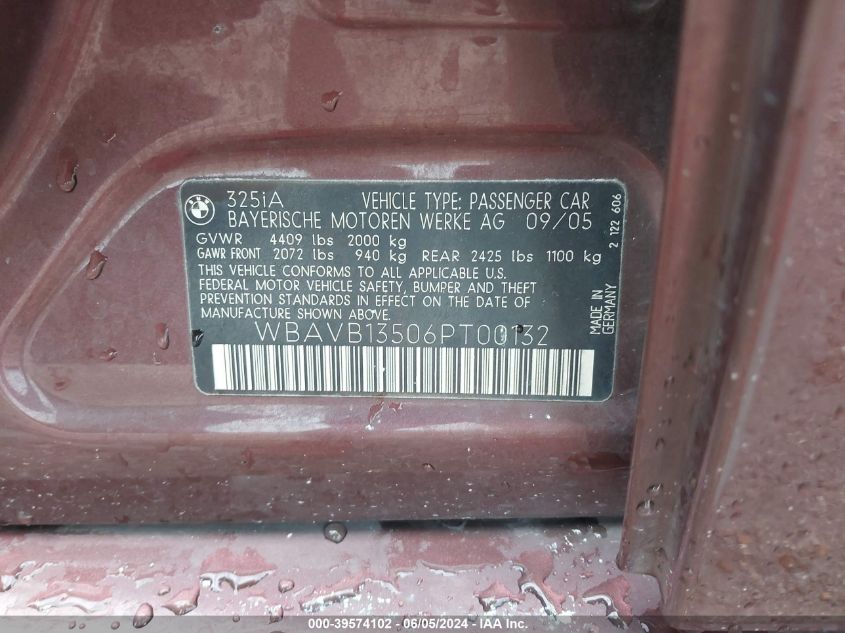 325iA VEHICLE TYPE: PASSENGER CAR
BAYERISCHE MOTOREN WERKE AG 09/05
GVWR 4409 lbs 2000 kg
GAWR FRONT 2072 lbs 940 kg REAR 2425 lbs 1100 kg
THIS VEHICLE CONFORMS TO ALL APPLICABLE U.S.
FEDERAL MOTOR VEHICLE SAFETY, BUMPER AND THEFT
PREVENTION STANDARDS IN EFFECT ON THE DATE OF
MANUFACTURE SHOWN ABOVE.
WBAVB13506PT00132
MADE IN
GERMANY
2 122 606
000-39574102 - 06/05/2024 - IAA Inc.